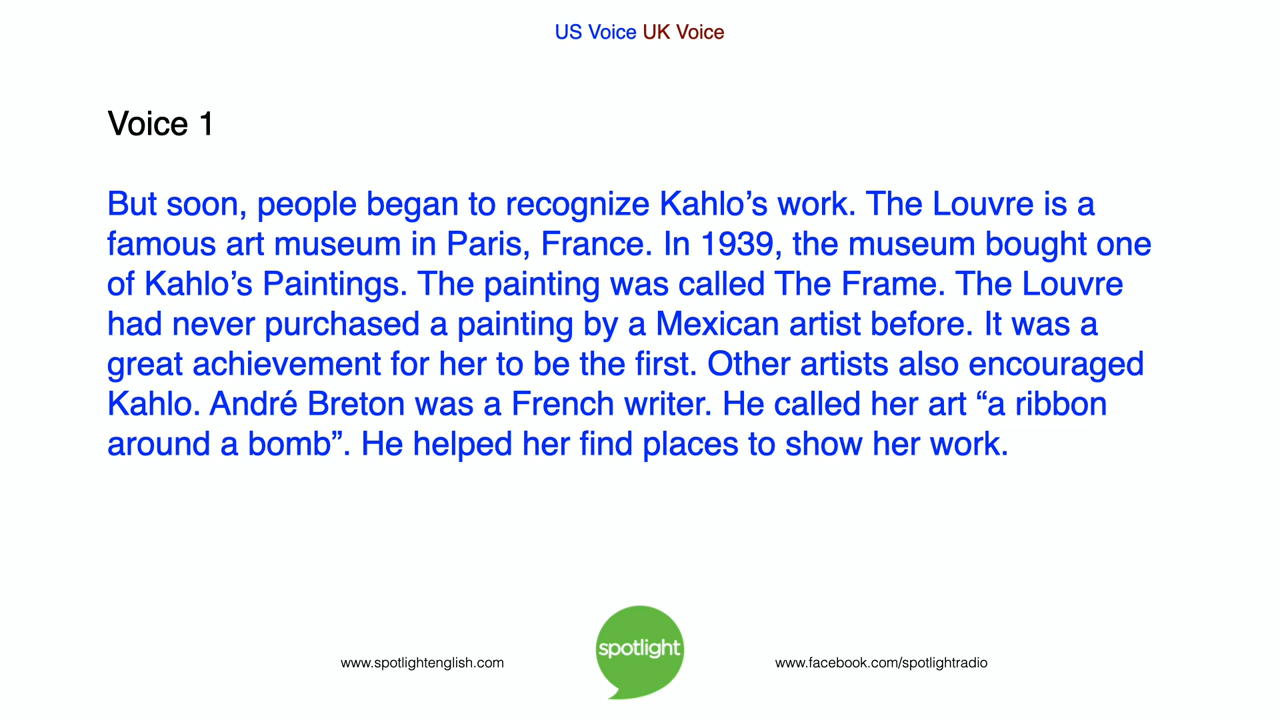 US Voice UK Voice
Voice 1
But soon, people began to recognize Kahlo’s work. The Louvre is a
famous art museum in Paris, France. In 1939, the museum bought one
of Kahlo’s Paintings. The painting was called The Frame. The Louvre
had never purchased a painting by a Mexican artist before. It was a
great achievement for her to be the first. Other artists also encouraged
Kahlo. André Breton was a French writer. He called her art “a ribbon
around a bomb”. He helped her find places to show her work.
spotlight
www.spotlightenglish.com
www.facebook.com/spotlightradio